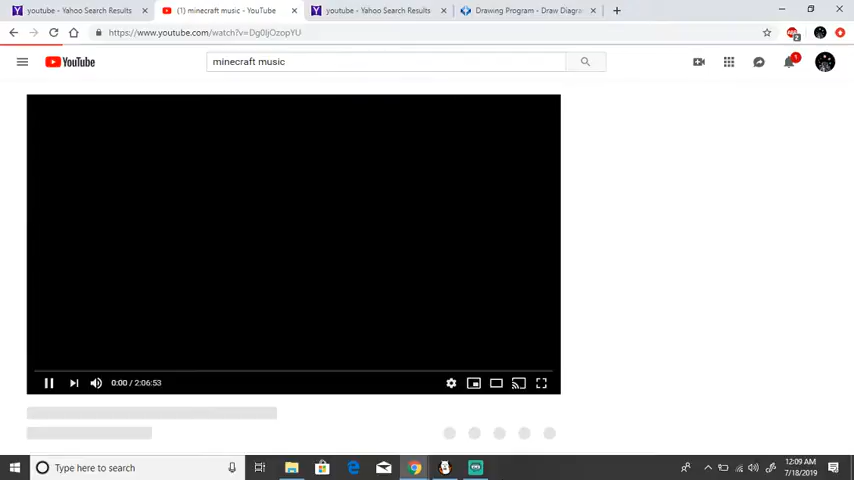 youtube - Yahoo Search Results
(1) minecraft music - YouTube
youtube - Yahoo Search Results
Drawing Program - Draw Diagra
https://www.youtube.com/watch?v=Dg0IjOzopYU
2
YouTube
minecraft music
1
0:00 / 2:06:53
Type here to search
12:09 AM
7/18/2019